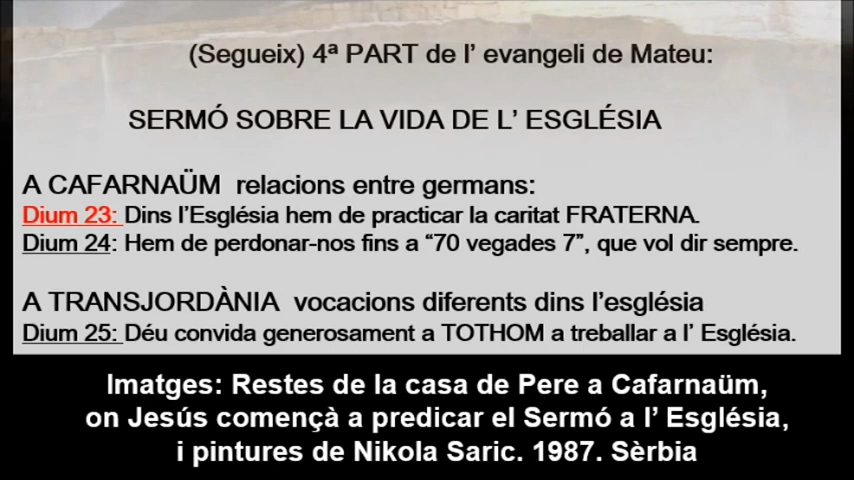 (Segueix) 4ª PART de l’ evangeli de Mateu:
SERMÓ SOBRE LA VIDA DE L’ ESGLÉSIA
A CAFARNAÜM relacions entre germans:
Dium 23: Dins l’Església hem de practicar la caritat FRATERNA.
Dium 24: Hem de perdonar-nos fins a “70 vegades 7”, que vol dir sempre.
A TRANSJORDÀNIA vocacions diferents dins l’església
Dium 25: Déu convida generosament a TOTHOM a treballar a l’ Església.
Imatges: Restes de la casa de Pere a Cafarnaüm,
on Jesús començà a predicar el Sermó a l’ Església,
i pintures de Nikola Saric. 1987. Sèrbia